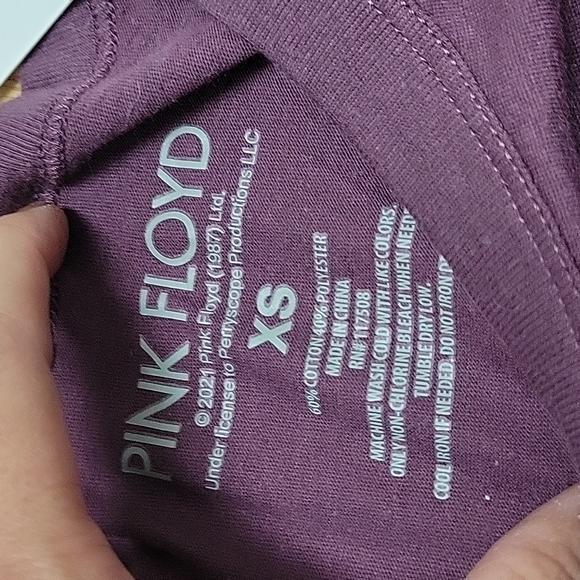 PINK FLOYD
© 2021 Pink Floyd (1987) Ltd.
Under license to Perryscope Productions LLC
XS
60% COTTON 40% POLYESTER
MADE IN CHINA
RN# 117508
MACHINE WASH COLD WITH LIKE COLORS
ONLY NON-CHLORINE BLEACH WHEN NEED
TUMBLE DRY LOW.
COOL IRON IF NEEDED. DO NOT IRON